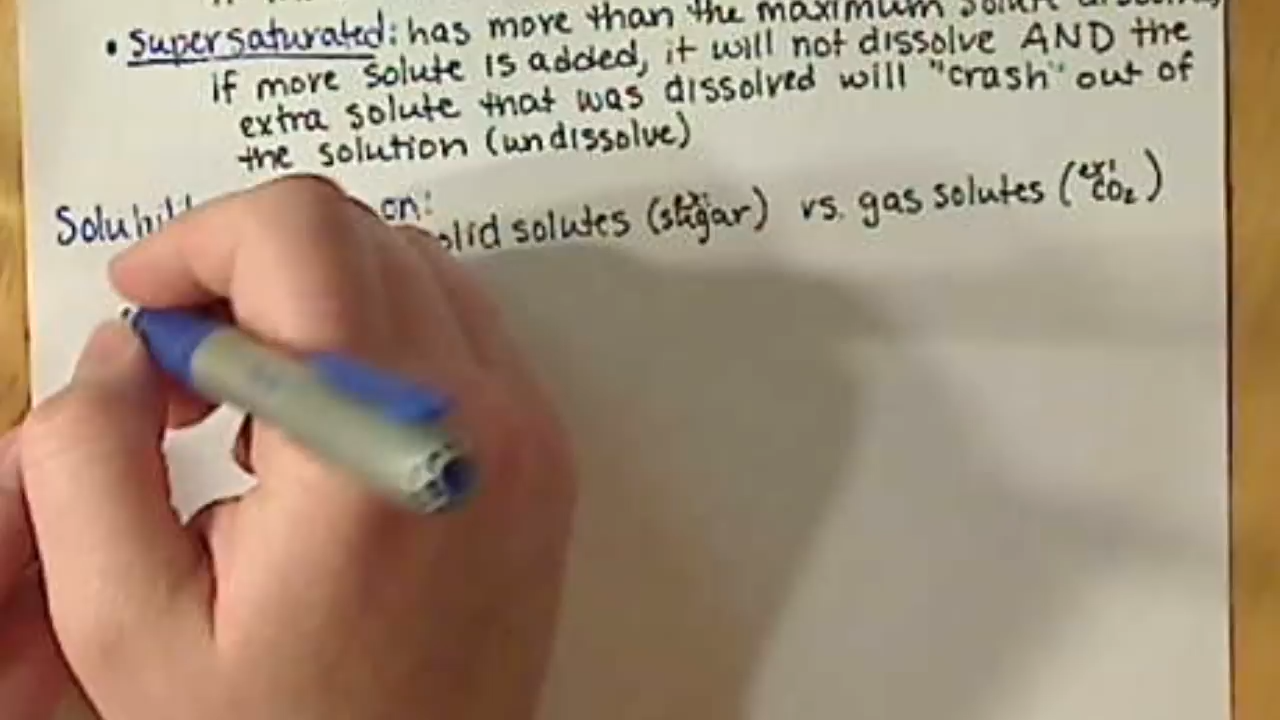 • Supersaturated: has more than the maximum
if more solute is added, it will not dissolve AND the
extra solute that was dissolved will "crash" out of
the solution (undissolve)
on:
solutes (ex: sugar) vs. gas solutes (ex: CO₂)